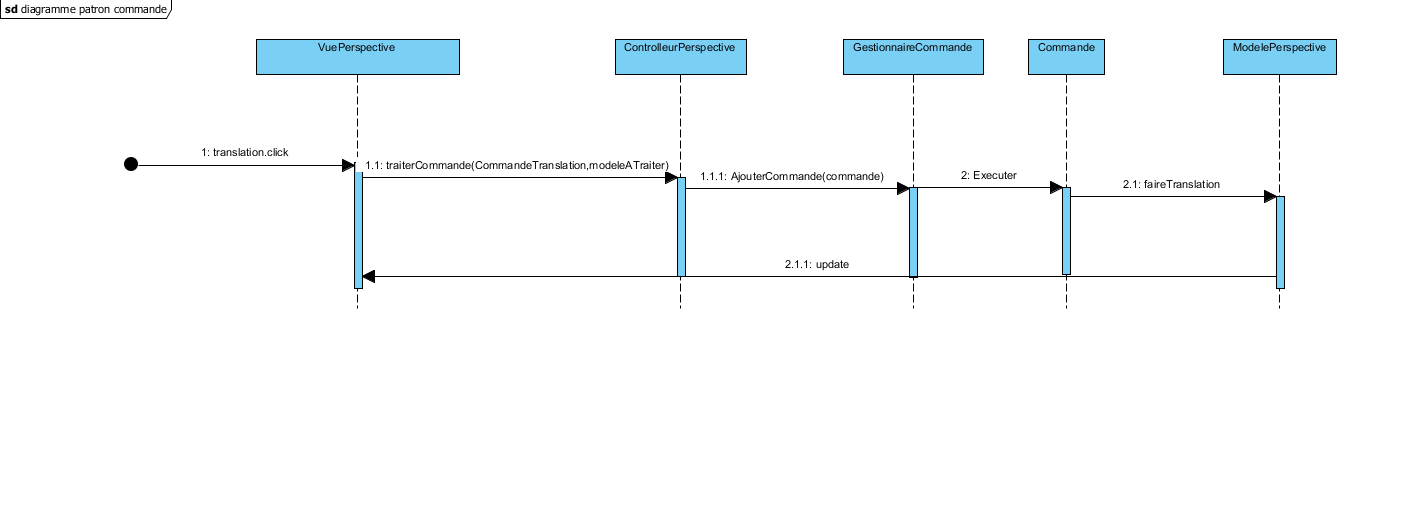 sd diagramme patron commande
VuePerspective
ControlleurPerspective
GestionnaireCommande
Commande
ModelePerspective
1: translation.click
1.1: traiterCommande(CommandeTranslation,modeleATraiter)
1.1.1: AjouterCommande(commande)
2: Executer
2.1: faireTranslation
2.1.1: update